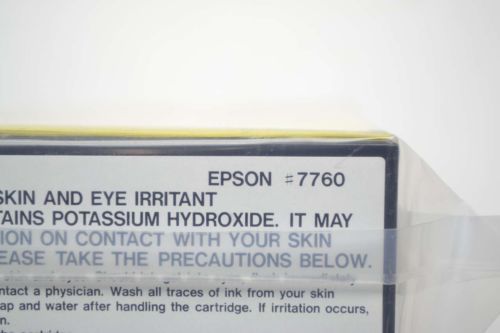 EPSON #7760
SKIN AND EYE IRRITANT
TAINS POTASSIUM HYDROXIDE. IT MAY
ION ON CONTACT WITH YOUR SKIN
EASE TAKE THE PRECAUTIONS BELOW.
immediately
ntact a physician. Wash all traces of ink from your skin
ap and water after handling the cartridge. If irritation occurs,
n.